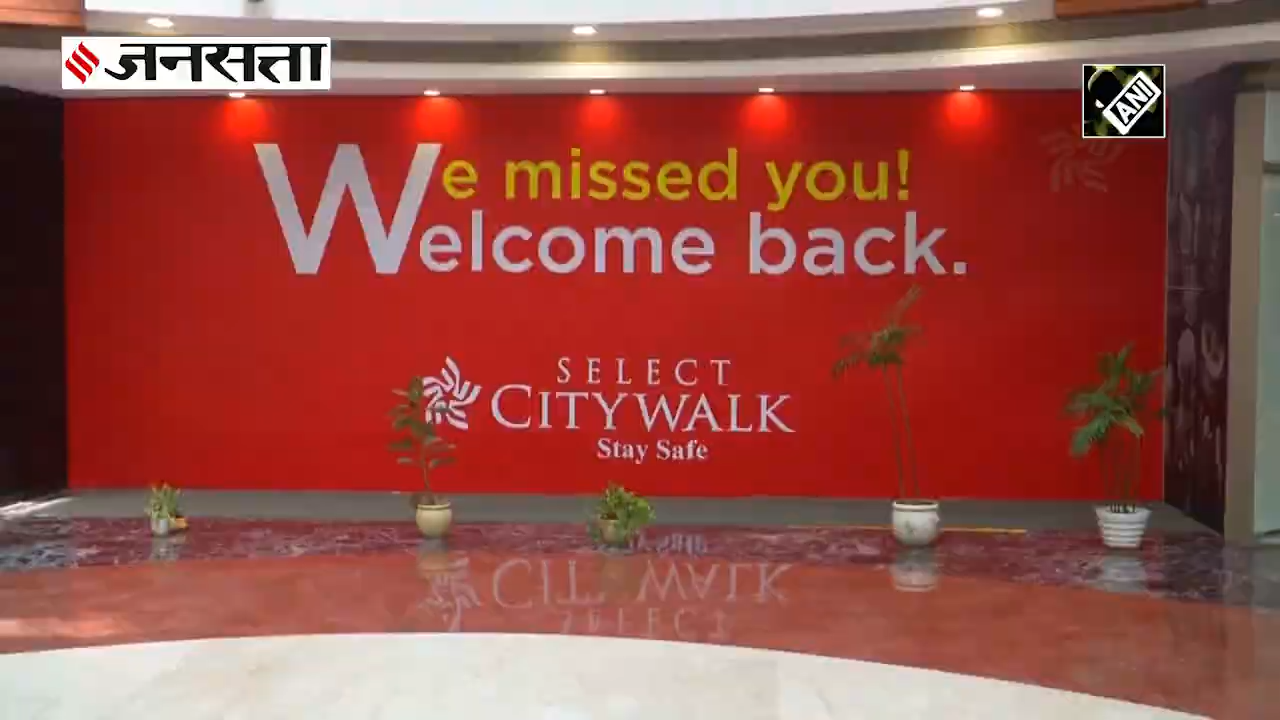 जनसत्ता
ANI
We missed you!
Welcome back.
SELECT
CITYWALK
Stay Safe